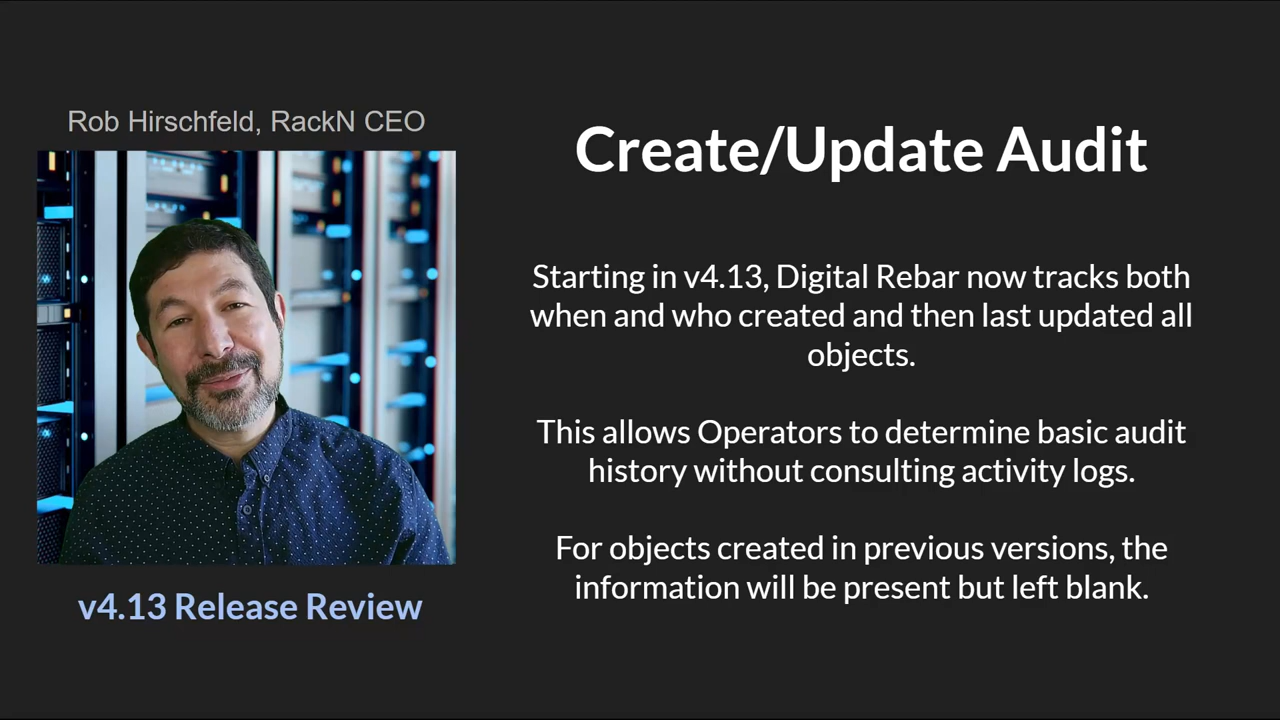 Rob Hirschfeld, RackN CEO
v4.13 Release Review
Create/Update Audit
Starting in v4.13, Digital Rebar now tracks both
when and who created and then last updated all
objects.
This allows Operators to determine basic audit
history without consulting activity logs.
For objects created in previous versions, the
information will be present but left blank.